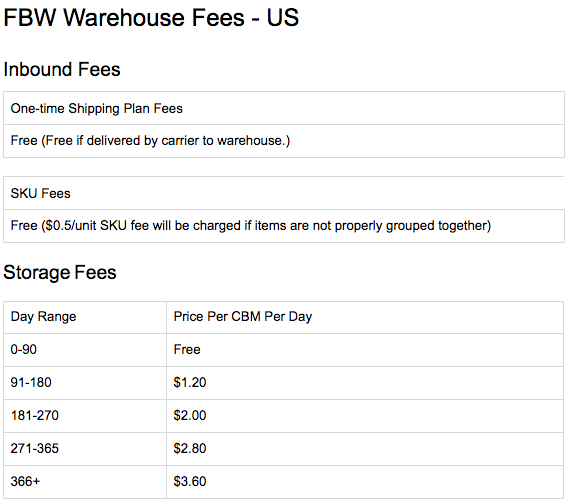 FBW Warehouse Fees - US
Inbound Fees
One-time Shipping Plan Fees
Free (Free if delivered by carrier to warehouse.)
SKU Fees
Free ($0.5/unit SKU fee will be charged if items are not properly grouped together)
Storage Fees
Day Range Price Per CBM Per Day
0-90 Free
91-180 $1.20
181-270 $2.00
271-365 $2.80
366+ $3.60